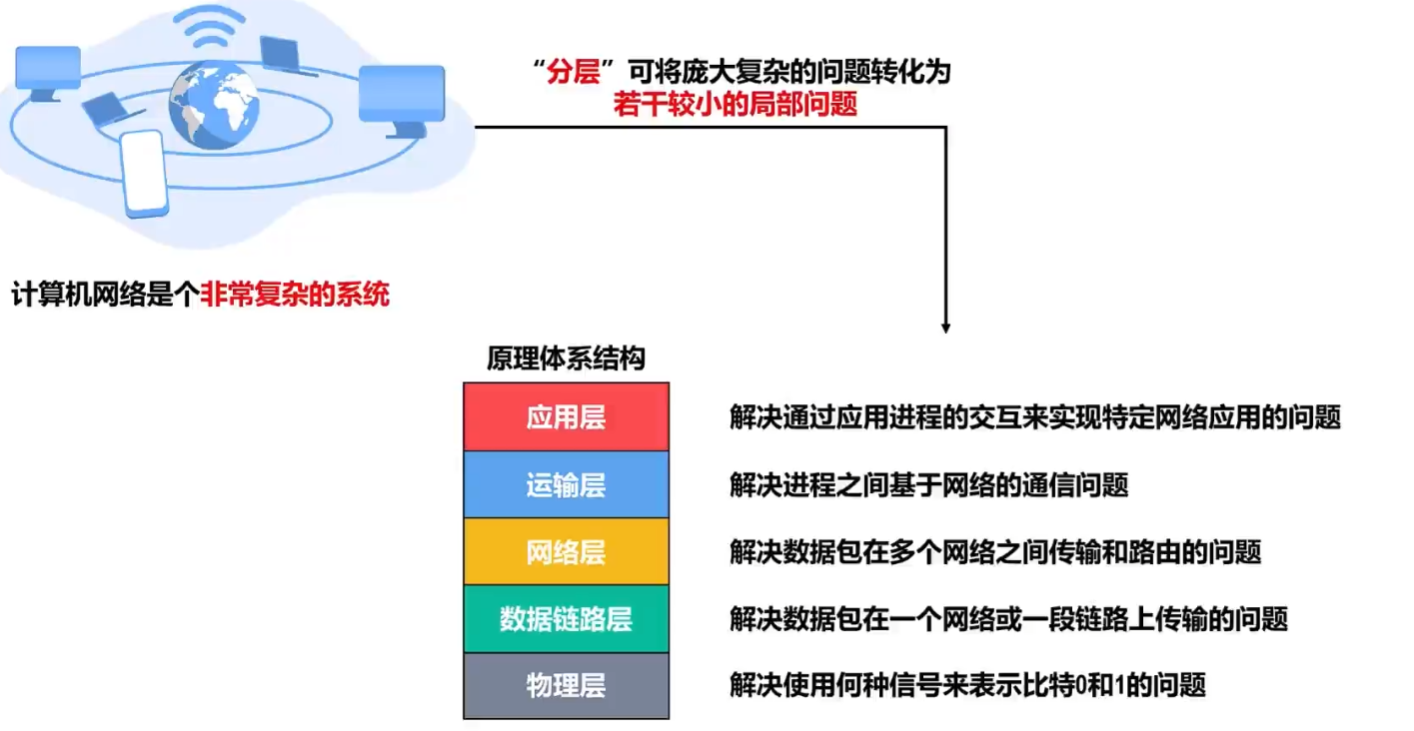 “分层”可将庞大复杂的问题转化为
若干较小的局部问题
计算机网络是个非常复杂的系统
原理体系结构
应用层 解决通过应用进程的交互来实现特定网络应用的问题
运输层 解决进程之间基于网络的通信问题
网络层 解决数据包在多个网络之间传输和路由的问题
数据链路层 解决数据包在一个网络或一段链路上传输的问题
物理层 解决使用何种信号来表示比特0和1的问题